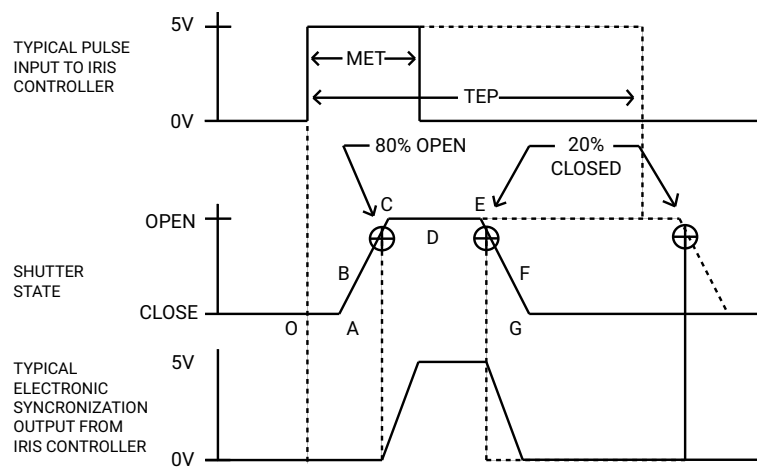 5V
TYPICAL PULSE
INPUT TO IRIS
CONTROLLER
MET
TEP
0V
80% OPEN
20%
CLOSED
C
E
OPEN
D
SHUTTER
STATE
B
F
CLOSE
O
A
G
TYPICAL
ELECTRONIC
SYNCRONIZATION
OUTPUT FROM
IRIS CONTROLLER
5V
0V